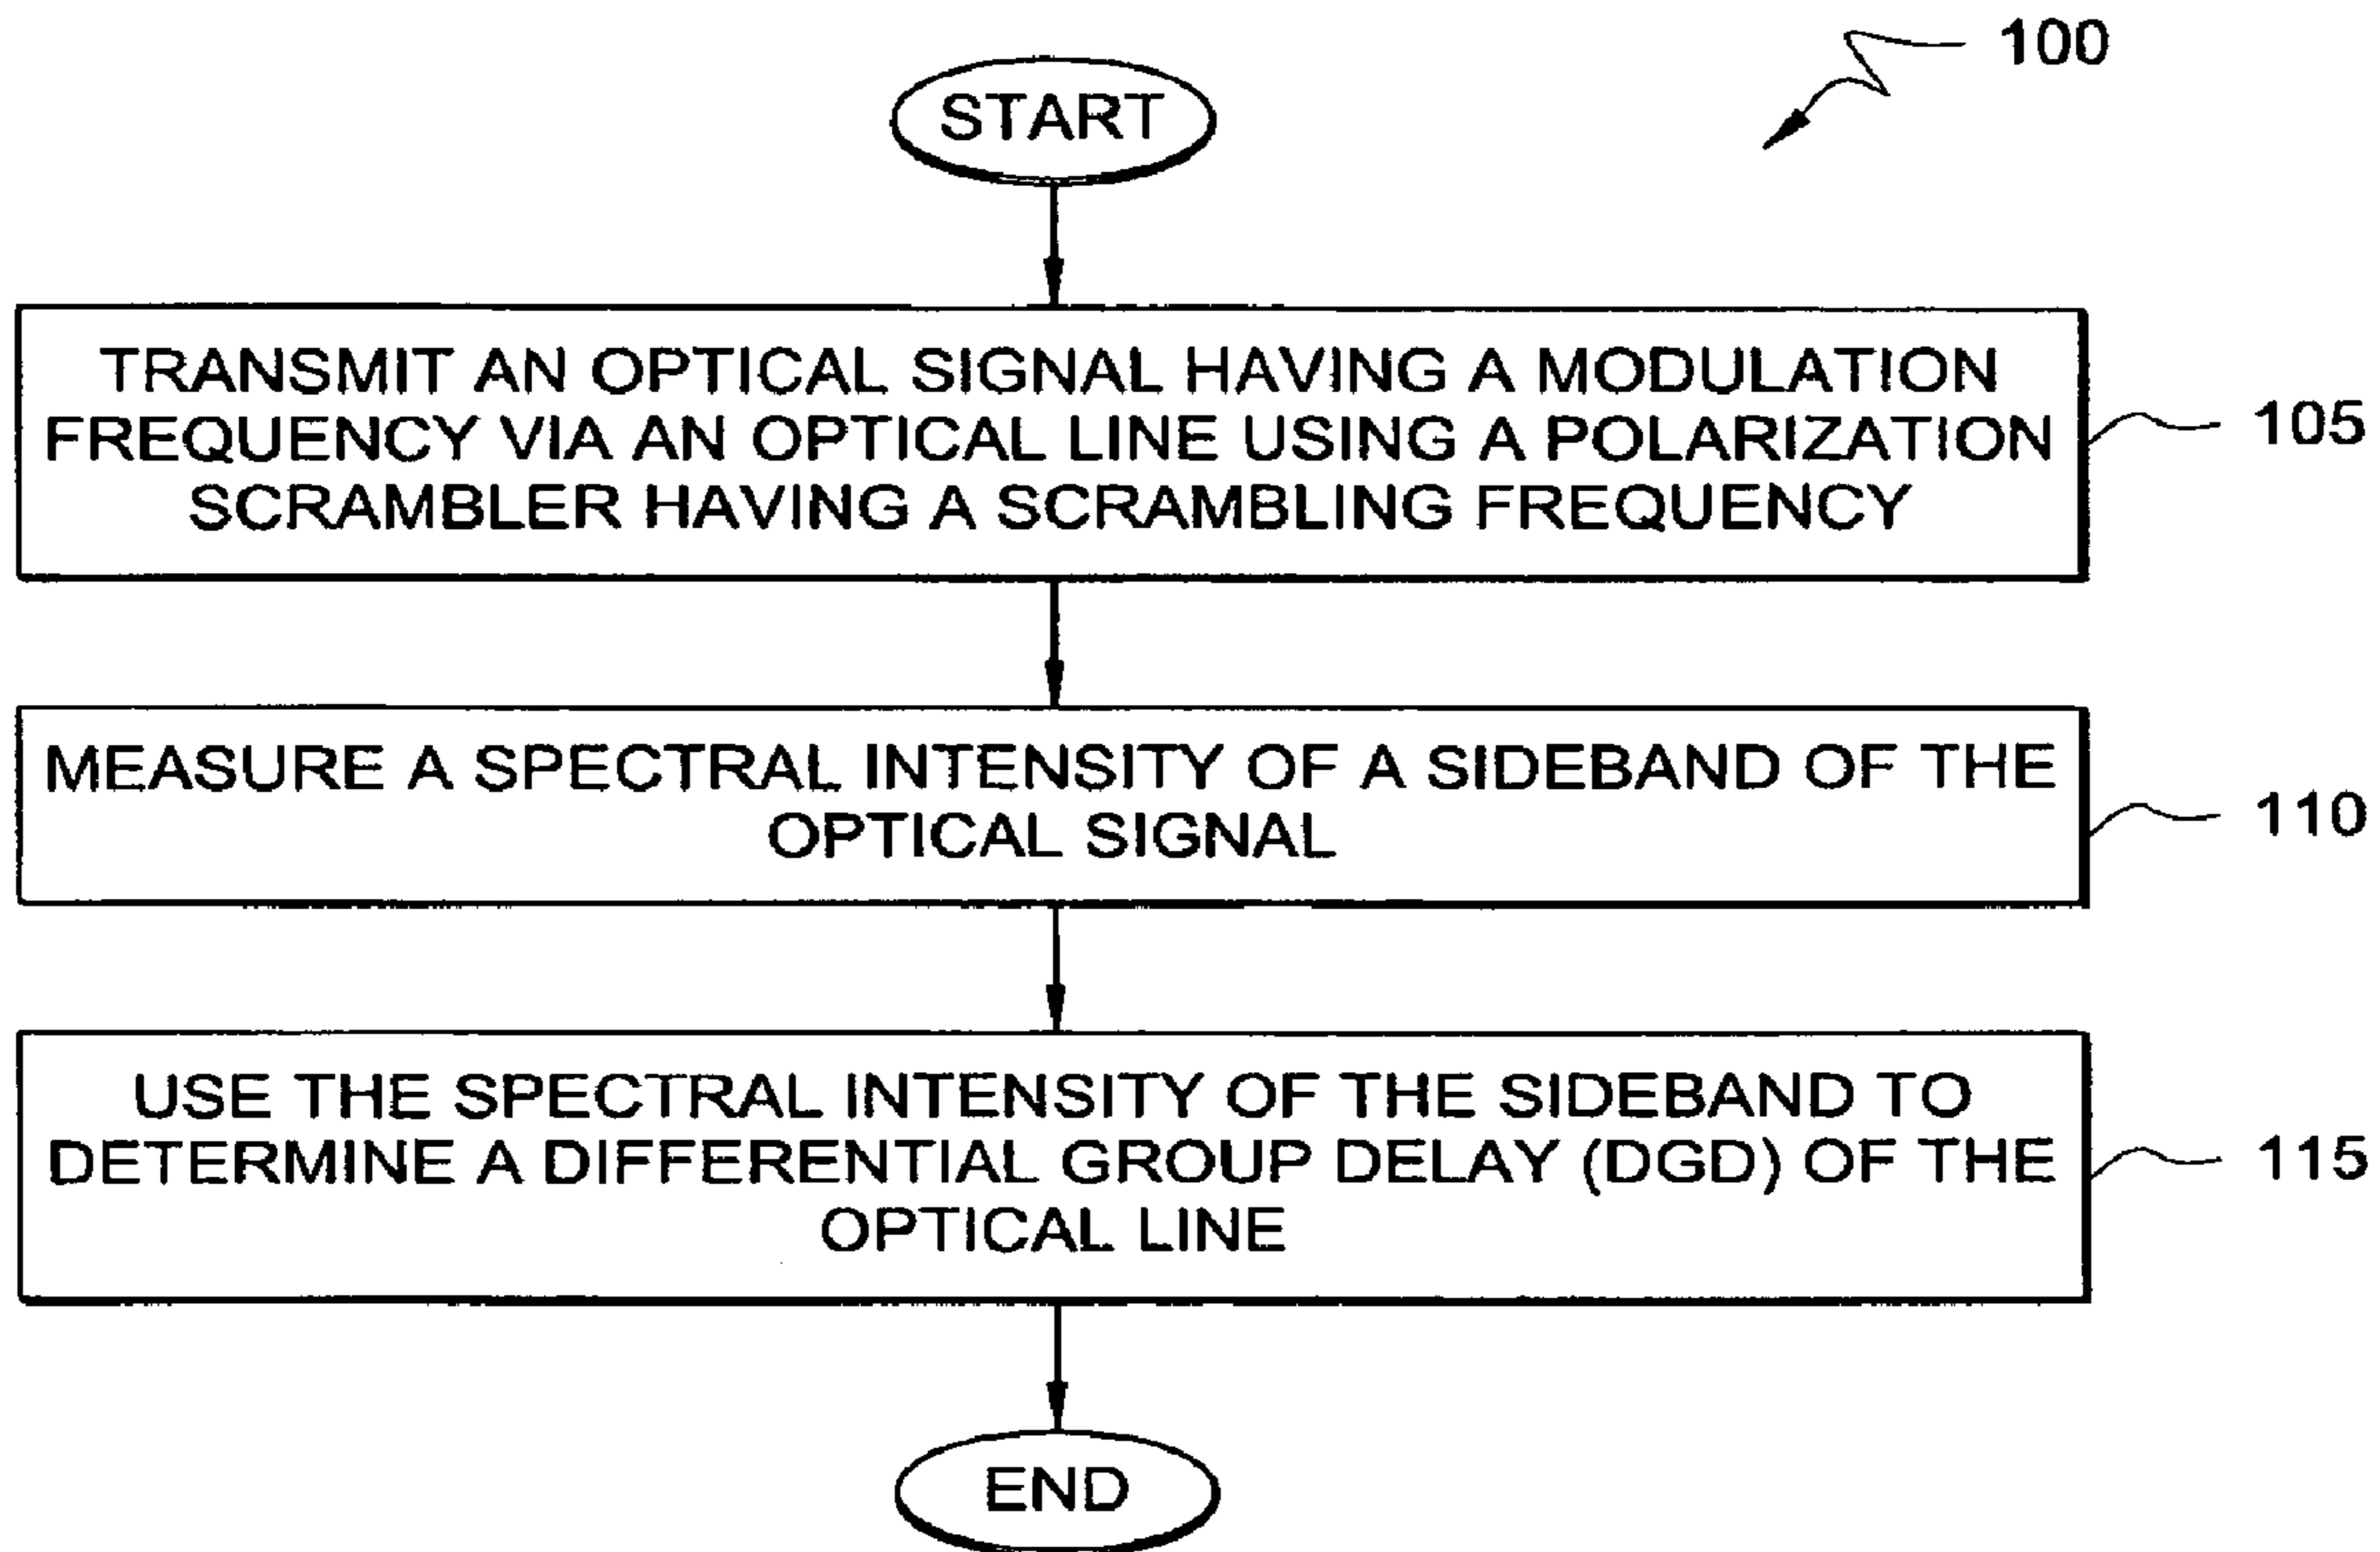 100
START
TRANSMIT AN OPTICAL SIGNAL HAVING A MODULATION
FREQUENCY VIA AN OPTICAL LINE USING A POLARIZATION
SCRAMBLER HAVING A SCRAMBLING FREQUENCY
105
MEASURE A SPECTRAL INTENSITY OF A SIDEBAND OF THE
OPTICAL SIGNAL
110
USE THE SPECTRAL INTENSITY OF THE SIDEBAND TO
DETERMINE A DIFFERENTIAL GROUP DELAY (DGD) OF THE
OPTICAL LINE
115
END